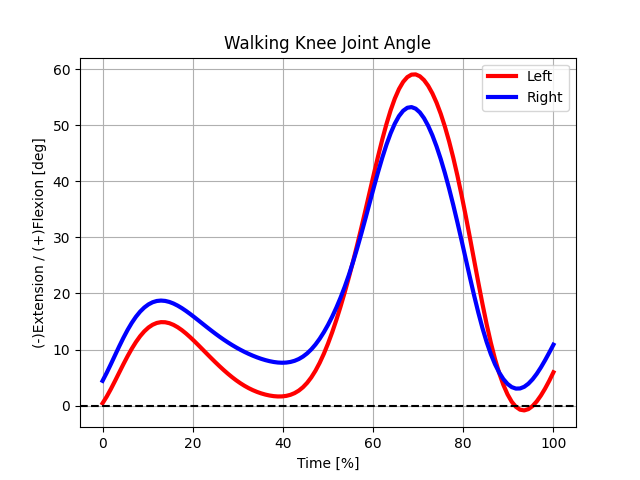 Walking Knee Joint Angle
Left
Right
(-)Extension / (+)Flexion [deg]
60
50
40
30
20
10
0
0 20 40 60 80 100
Time [%]